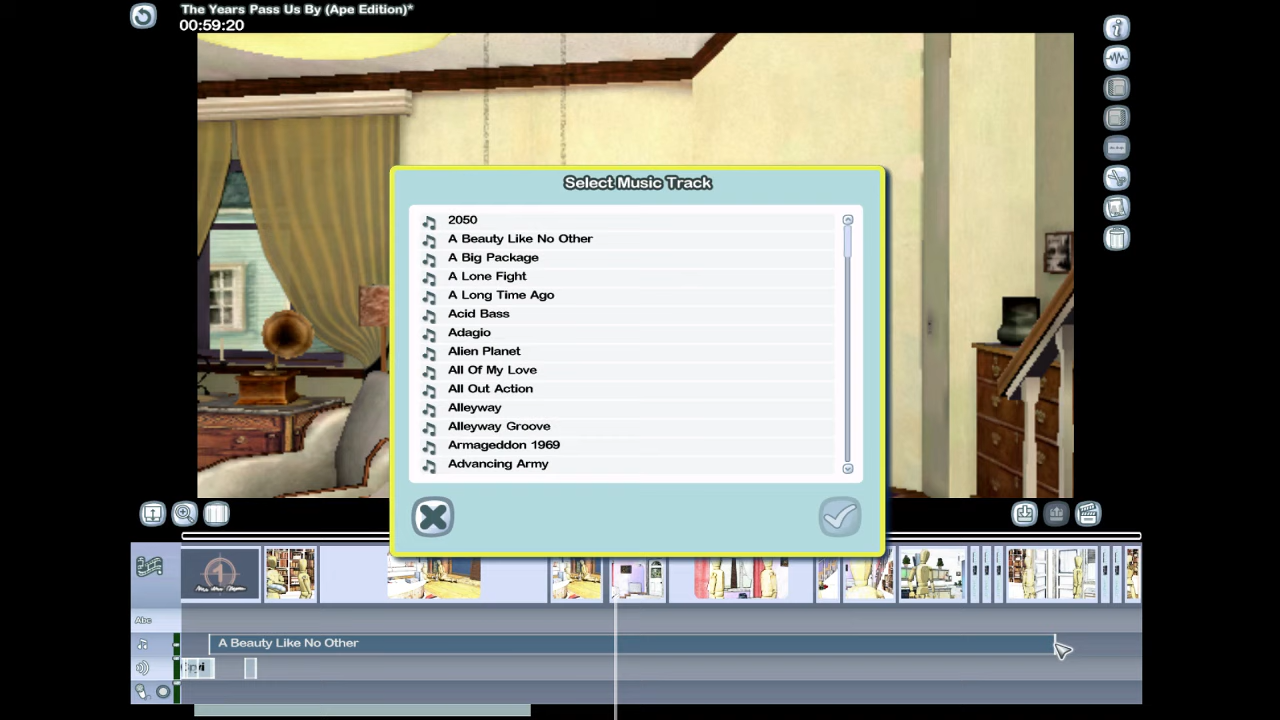 The Years Pass Us By (Ape Edition)*
00:59:20
Select Music Track
2050
A Beauty Like No Other
A Big Package
A Lone Fight
A Long Time Ago
Acid Bass
Adagio
Alien Planet
All Of My Love
All Out Action
Alleyway
Alleyway Groove
Armageddon 1969
Advancing Army
1
Abc
A Beauty Like No Other